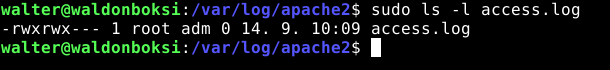 walter@waldonboksi:/var/log/apache2$ sudo ls -l access.log
-rwxrwx--- 1 root adm 0 14. 9. 10:09 access.log
walter@waldonboksi:/var/log/apache2$